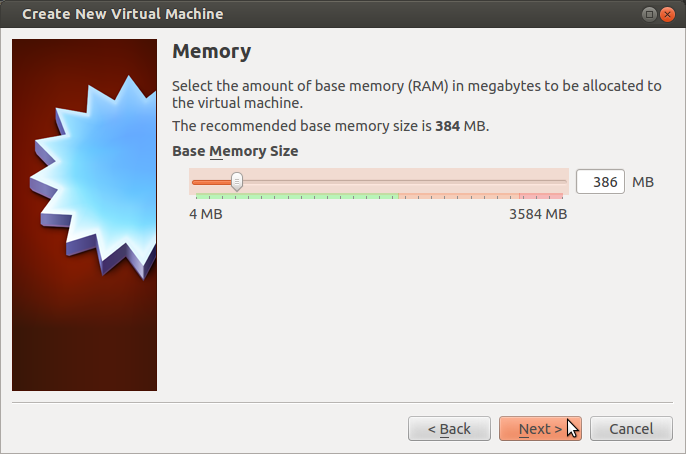 Create New Virtual Machine
Memory
Select the amount of base memory (RAM) in megabytes to be allocated to
the virtual machine.
The recommended base memory size is 384 MB.
Base Memory Size
386 MB
4 MB 3584 MB
< Back Next > Cancel